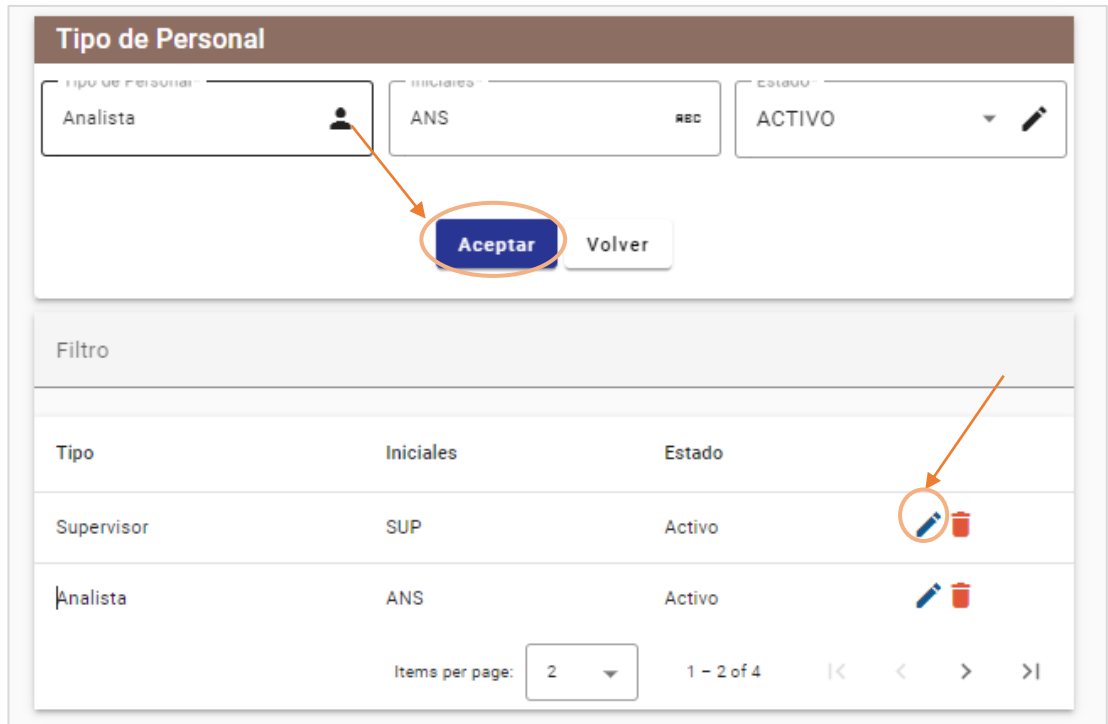 Tipo de Personal
Tipo de Personal* Iniciales* Estado*
Analista ANS ABC ACTIVO
Aceptar Volver
Filtro
Tipo Iniciales Estado
Supervisor SUP Activo
Analista ANS Activo
Items per page: 2 1 – 2 of 4